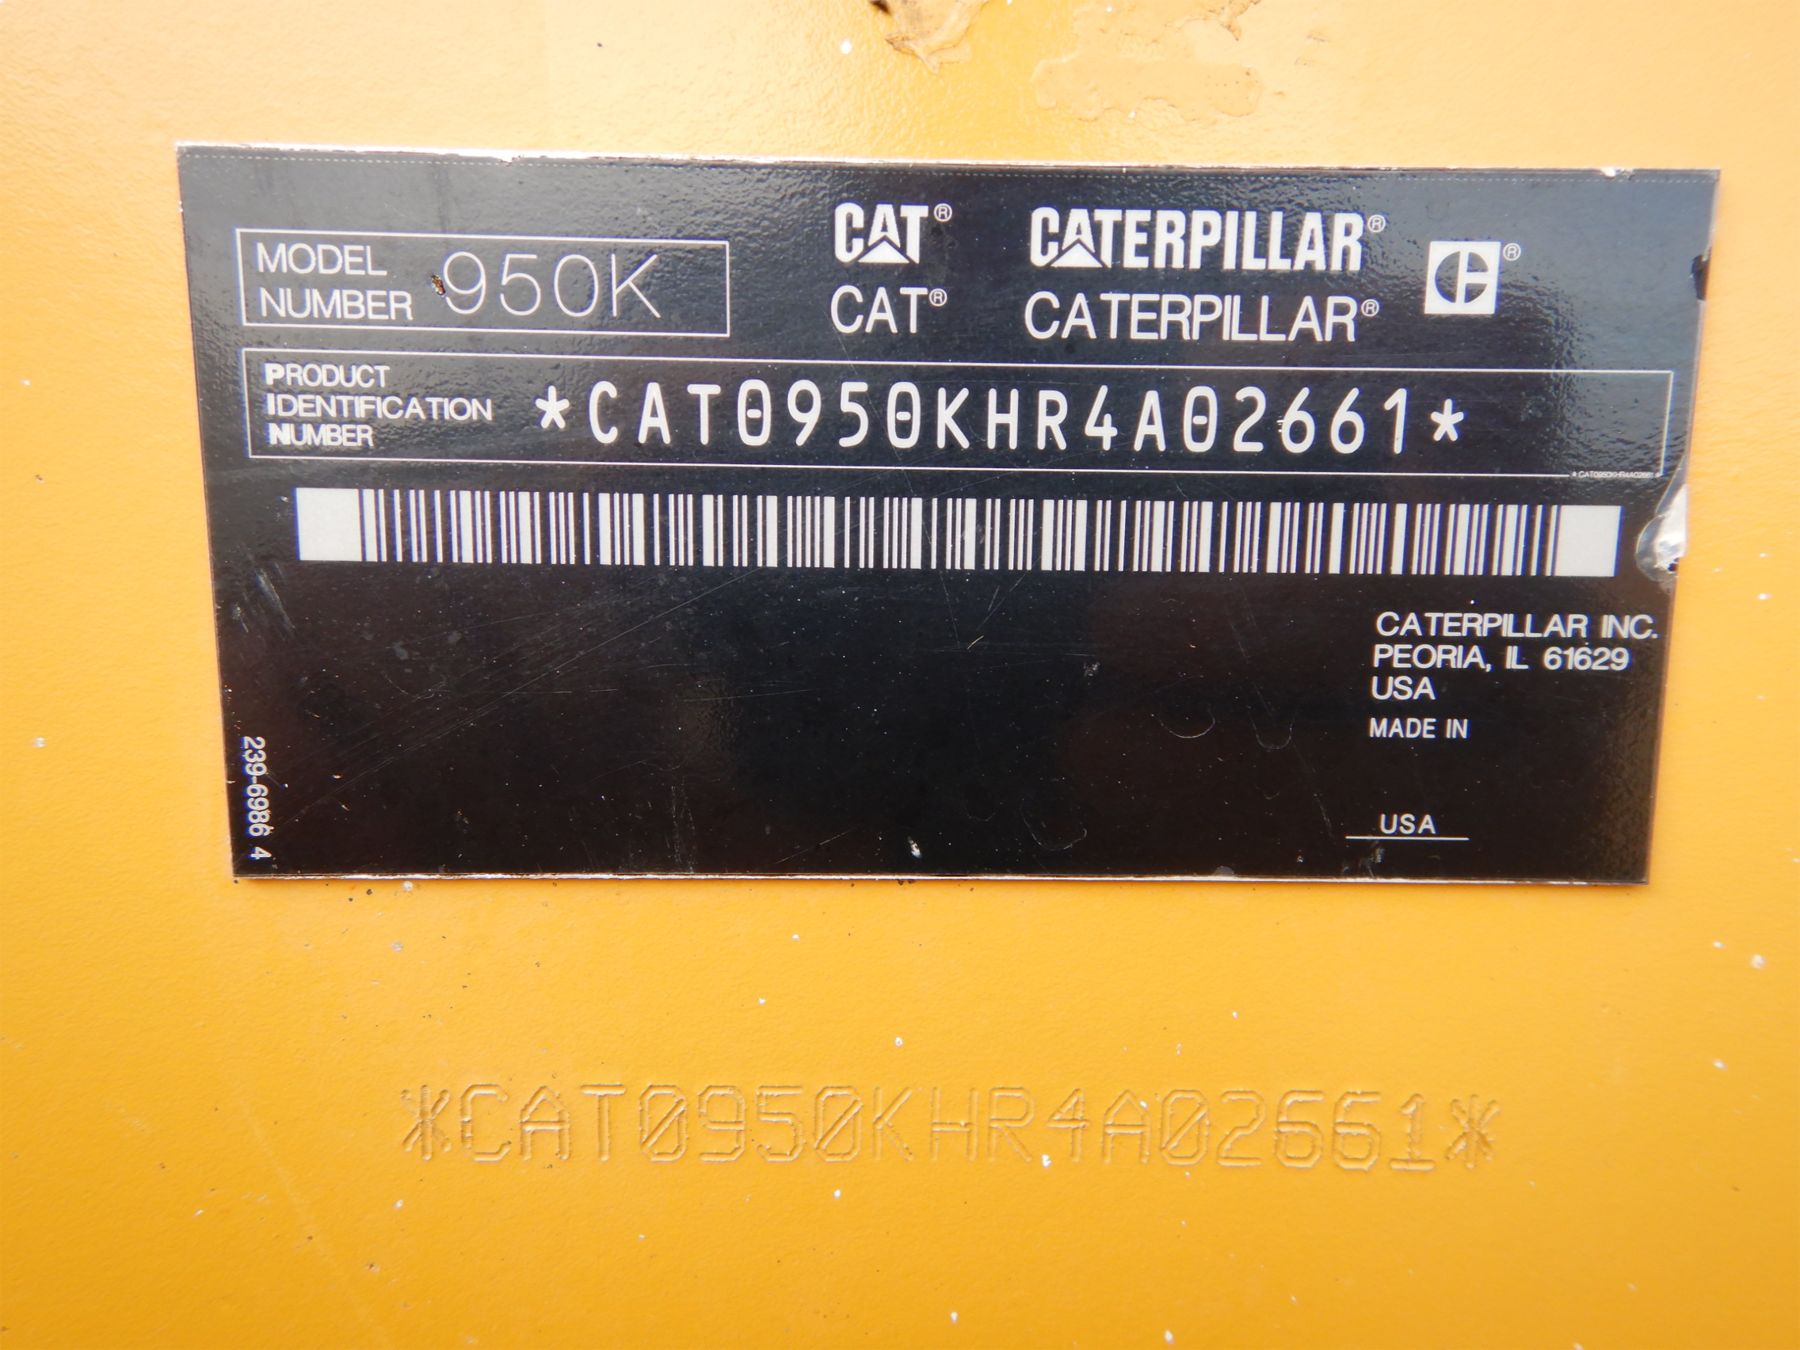 MODEL NUMBER 950K
CAT® CATERPILLAR® C®
CAT® CATERPILLAR®
PRODUCT IDENTIFICATION NUMBER *CAT0950KHR4A02661*
*CAT0950KHR4A02661*
CATERPILLAR INC.
PEORIA, IL 61629
USA
MADE IN
USA
239-6986 4
*CAT0950KHR4A02661*